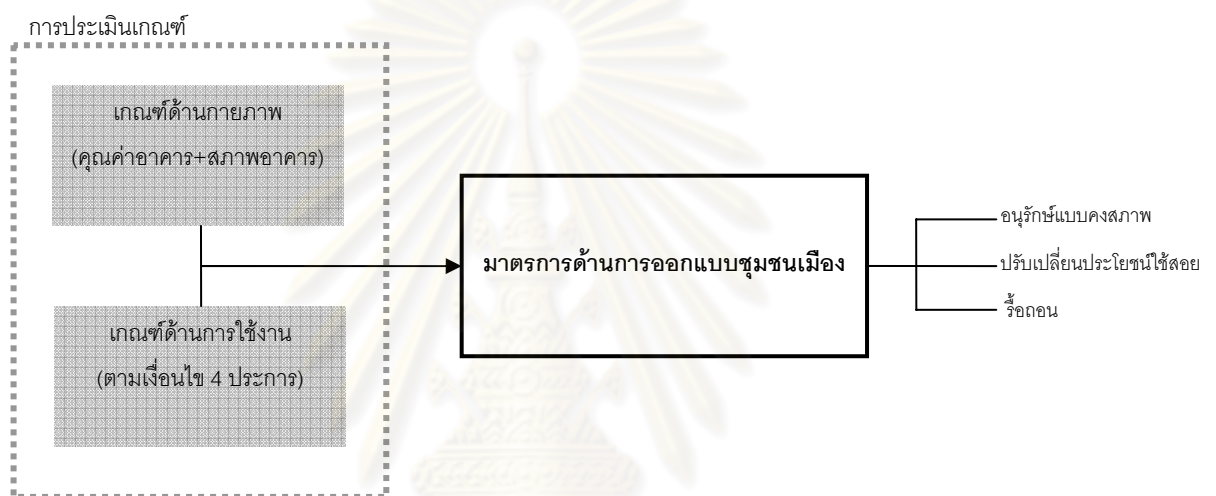 การประเมินเกณฑ์
เกณฑ์ด้านกายภาพ
(คุณค่าอาคาร+สภาพอาคาร)
มาตรการด้านการออกแบบชุมชนเมือง
อนุรักษ์แบบคงสภาพ
ปรับเปลี่ยนประโยชน์ใช้สอย
รื้อถอน
เกณฑ์ด้านการใช้งาน
(ตามเงื่อนไข 4 ประการ)